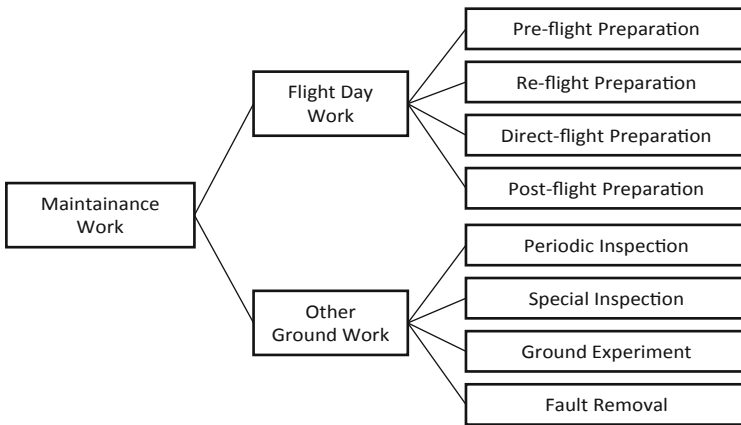 Maintainance
Work
Flight Day
Work
Pre-flight Preparation
Re-flight Preparation
Direct-flight Preparation
Post-flight Preparation
Other
Ground Work
Periodic Inspection
Special Inspection
Ground Experiment
Fault Removal